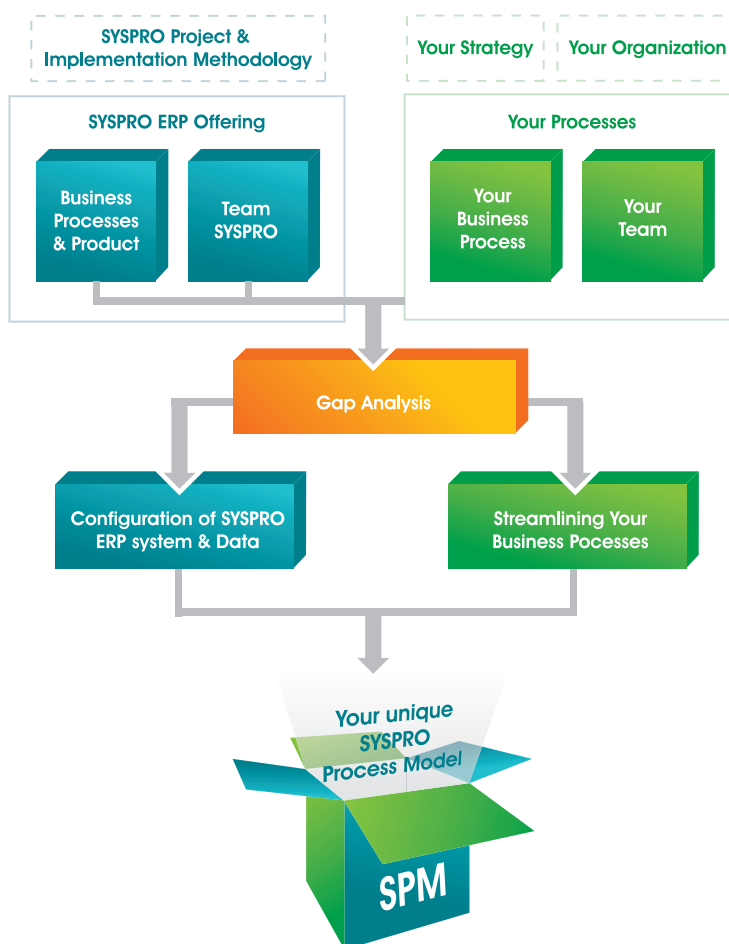 SYSPRO Project &
Implementation Methodology
Your Strategy
Your Organization
SYSPRO ERP Offering
Your Processes
Business
Processes
& Product
Team
SYSPRO
Your
Business
Process
Your
Team
Gap Analysis
Configuration of SYSPRO
ERP system & Data
Streamlining Your
Business Pocesses
Your unique
SYSPRO
Process Model
SPM